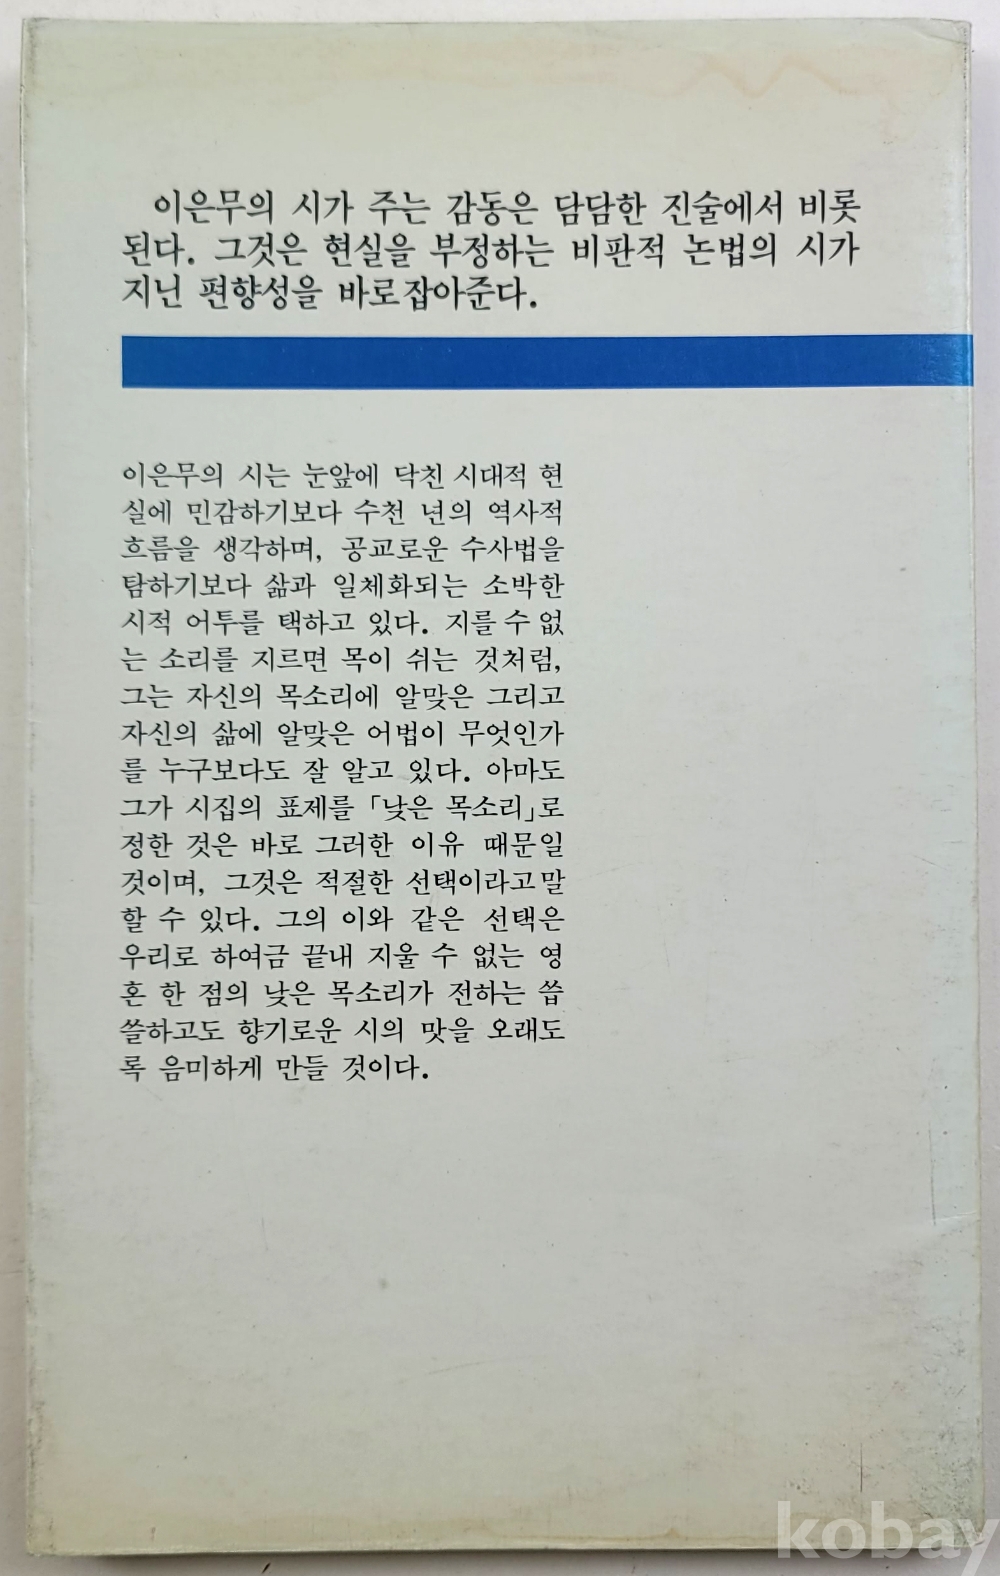 이은무의 시가 주는 감동은 담담한 진술에서 비롯
된다. 그것은 현실을 부정하는 비판적 논법의 시가
지닌 편향성을 바로잡아준다.
이은무의 시는 눈앞에 닥친 시대적 현
실에 민감하기보다 수천 년의 역사적
흐름을 생각하며, 공교로운 수사법을
탐하기보다 삶과 일체화되는 소박한
시적 어투를 택하고 있다. 지를 수 없
는 소리를 지르면 목이 쉬는 것처럼,
그는 자신의 목소리에 알맞은 그리고
자신의 삶에 알맞은 어법이 무엇인가
를 누구보다도 잘 알고 있다. 아마도
그가 시집의 표제를 「낮은 목소리」로
정한 것은 바로 그러한 이유 때문일
것이며, 그것은 적절한 선택이라고 말
할 수 있다. 그의 이와 같은 선택은
우리로 하여금 끝내 지울 수 없는 영
혼 한 점의 낮은 목소리가 전하는 씁
쓸하고도 향기로운 시의 맛을 오래도
록 음미하게 만들 것이다.
kobay